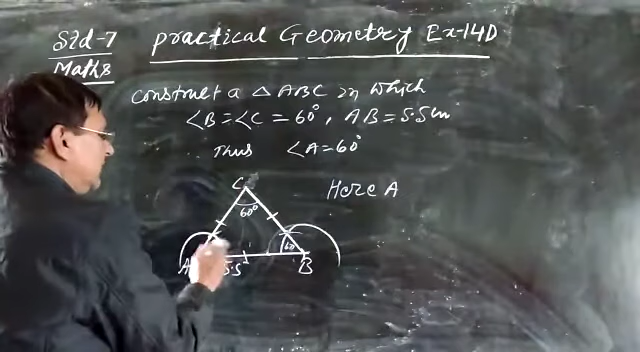 Std-7 practical Geometry Ex-14D
Maths
construct a △ ABC in which
∠B = ∠C = 60°, AB = 5.5cm
Thus ∠A = 60°
C
Here A
60°
60
A 5.5 B